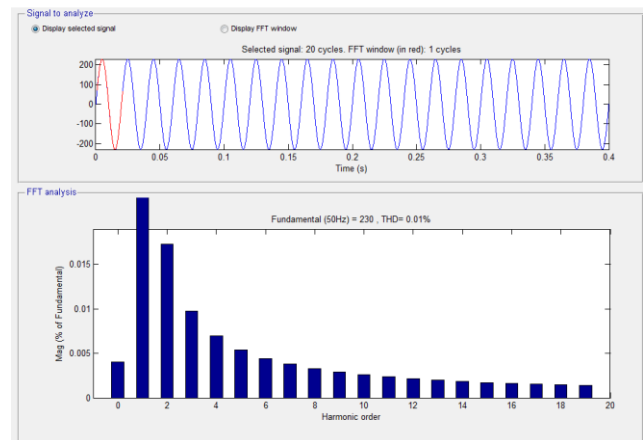 Signal to analyze
Display selected signal Display FFT window
Selected signal: 20 cycles. FFT window (in red): 1 cycles
200
100
0
-100
-200
0 0.05 0.1 0.15 0.2 0.25 0.3 0.35 0.4
Time (s)
FFT analysis
Fundamental (50Hz) = 230 , THD= 0.01%
Mag (% of Fundamental)
0.015
0.01
0.005
0
0 2 4 6 8 10 12 14 16 18 20
Harmonic order